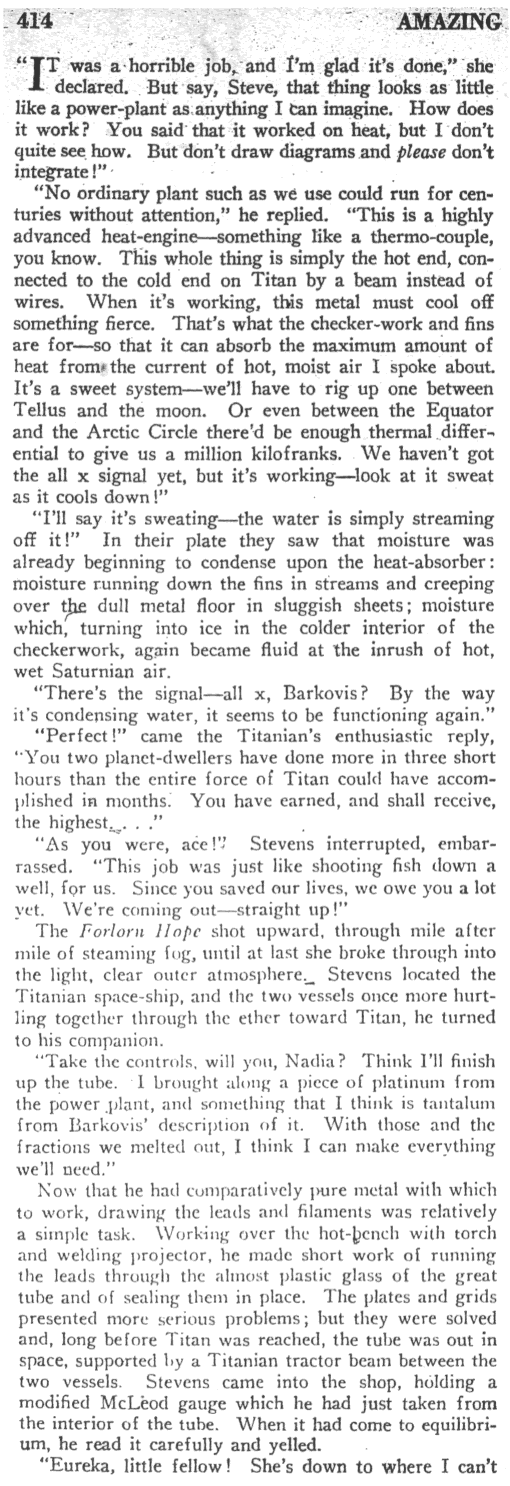 414 AMAZING
"IT was a horrible job, and I'm glad it's done," she
declared. But say, Steve, that thing looks as little
like a power-plant as anything I can imagine. How does
it work? You said that it worked on heat, but I don't
quite see how. But don't draw diagrams and please don't
integrate!"
"No ordinary plant such as we use could run for cen-
turies without attention," he replied. "This is a highly
advanced heat-engine—something like a thermo-couple,
you know. This whole thing is simply the hot end, con-
nected to the cold end on Titan by a beam instead of
wires. When it's working, this metal must cool off
something fierce. That's what the checker-work and fins
are for—so that it can absorb the maximum amount of
heat from the current of hot, moist air I spoke about.
It's a sweet system—we'll have to rig up one between
Tellus and the moon. Or even between the Equator
and the Arctic Circle there'd be enough thermal differ-
ential to give us a million kilofranks. We haven't got
the all x signal yet, but it's working—look at it sweat
as it cools down!"
"I'll say it's sweating—the water is simply streaming
off it!" In their plate they saw that moisture was
already beginning to condense upon the heat-absorber:
moisture running down the fins in streams and creeping
over the dull metal floor in sluggish sheets; moisture
which, turning into ice in the colder interior of the
checkerwork, again became fluid at the inrush of hot,
wet Saturnian air.
"There's the signal—all x, Barkovis? By the way
it's condensing water, it seems to be functioning again."
"Perfect!" came the Titanian's enthusiastic reply,
"You two planet-dwellers have done more in three short
hours than the entire force of Titan could have accom-
plished in months. You have earned, and shall receive,
the highest. . . ."
"As you were, ace!" Stevens interrupted, embar-
rassed. "This job was just like shooting fish down a
well, for us. Since you saved our lives, we owe you a lot
yet. We're coming out—straight up!"
The Forlorn Hope shot upward, through mile after
mile of steaming fog, until at last she broke through into
the light, clear outer atmosphere. Stevens located the
Titanian space-ship, and the two vessels once more hurt-
ling together through the ether toward Titan, he turned
to his companion.
"Take the controls, will you, Nadia? Think I'll finish
up the tube. I brought along a piece of platinum from
the power plant, and something that I think is tantalum
from Barkovis' description of it. With those and the
fractions we melted out, I think I can make everything
we'll need."
Now that he had comparatively pure metal with which
to work, drawing the leads and filaments was relatively
a simple task. Working over the hot-bench with torch
and welding projector, he made short work of running
the leads through the almost plastic glass of the great
tube and of sealing them in place. The plates and grids
presented more serious problems; but they were solved
and, long before Titan was reached, the tube was out in
space, supported by a Titanian tractor beam between the
two vessels. Stevens came into the shop, holding a
modified McLeod gauge which he had just taken from
the interior of the tube. When it had come to equilibri-
um, he read it carefully and yelled.
"Eureka, little fellow! She's down to where I can't